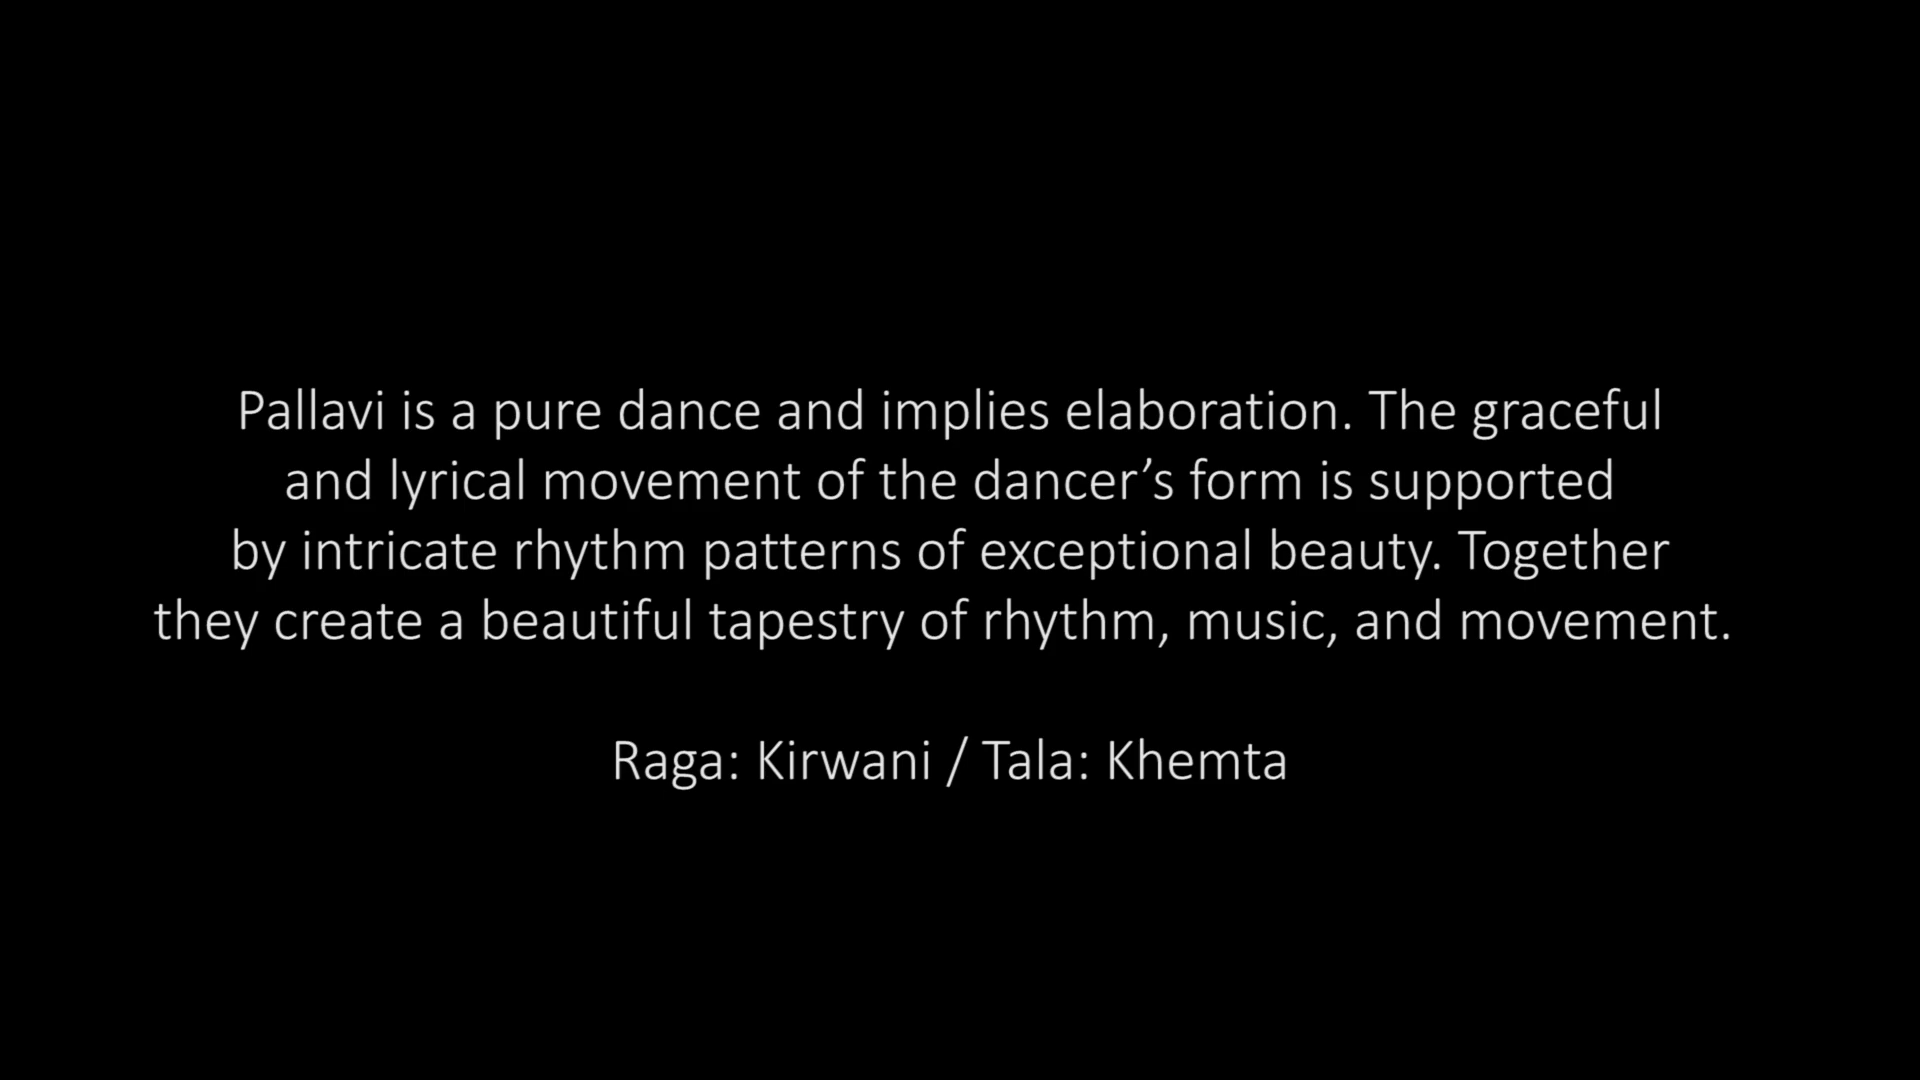 Pallavi is a pure dance and implies elaboration. The graceful
and lyrical movement of the dancer’s form is supported
by intricate rhythm patterns of exceptional beauty. Together
they create a beautiful tapestry of rhythm, music, and movement.
Raga: Kirwani / Tala: Khemta